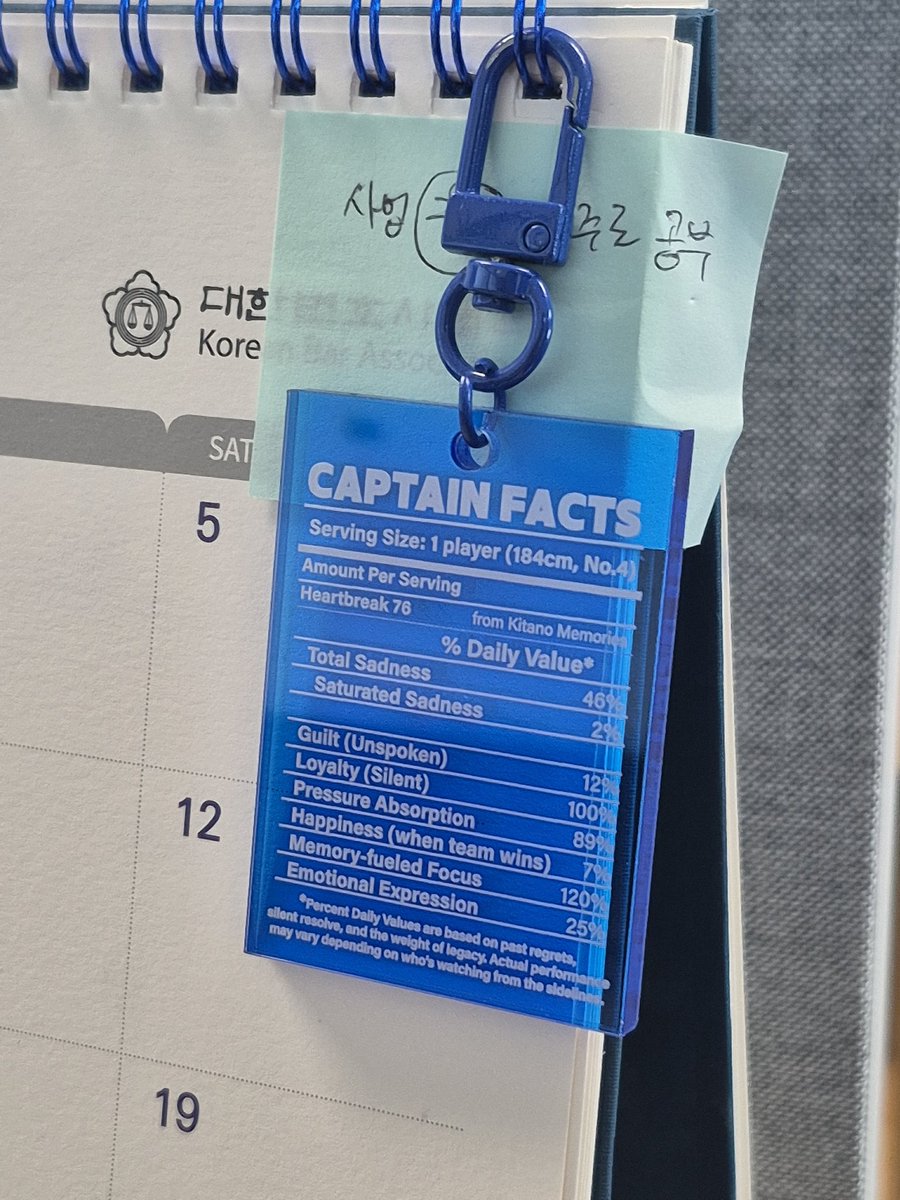 사업 주로 공부
대한
Korean Bar Assoc
SAT
5
12
19
CAPTAIN FACTS
Serving Size: 1 player (184cm, No.4)
Amount Per Serving
Heartbreak 76 from Kitano Memories
% Daily Value*
Total Sadness 46%
Saturated Sadness 2%
Guilt (Unspoken) 12%
Loyalty (Silent) 100%
Pressure Absorption 89%
Happiness (when team wins) 7%
Memory-fueled Focus 120%
Emotional Expression 25%
*Percent Daily Values are based on past regrets,
silent resolve, and the weight of legacy. Actual performance
may vary depending on who's watching from the sidelines.